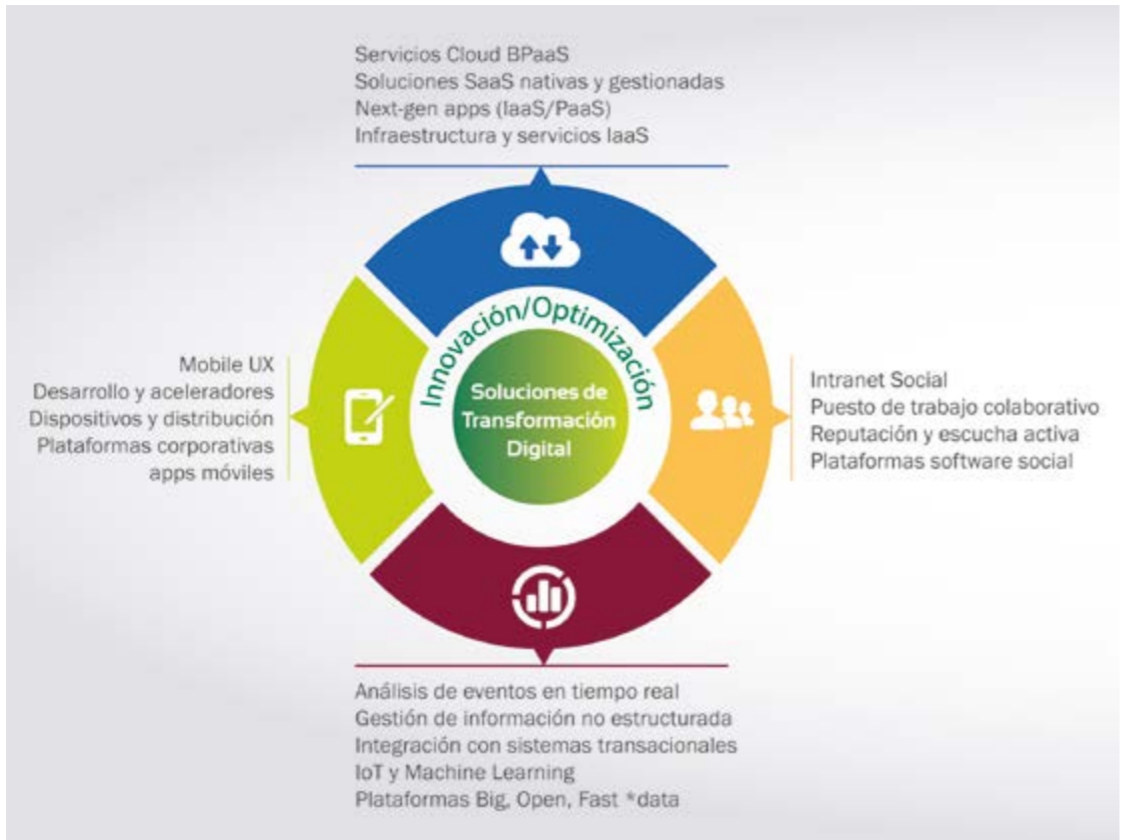 Servicios Cloud BPaaS
Soluciones SaaS nativas y gestionadas
Next-gen apps (IaaS/PaaS)
Infraestructura y servicios IaaS
Innovación/Optimización
Soluciones de
Transformación
Digital
Mobile UX
Desarrollo y aceleradores
Dispositivos y distribución
Plataformas corporativas
apps móviles
Intranet Social
Puesto de trabajo colaborativo
Reputación y escucha activa
Plataformas software social
Análisis de eventos en tiempo real
Gestión de información no estructurada
Integración con sistemas transacionales
IoT y Machine Learning
Plataformas Big, Open, Fast *data